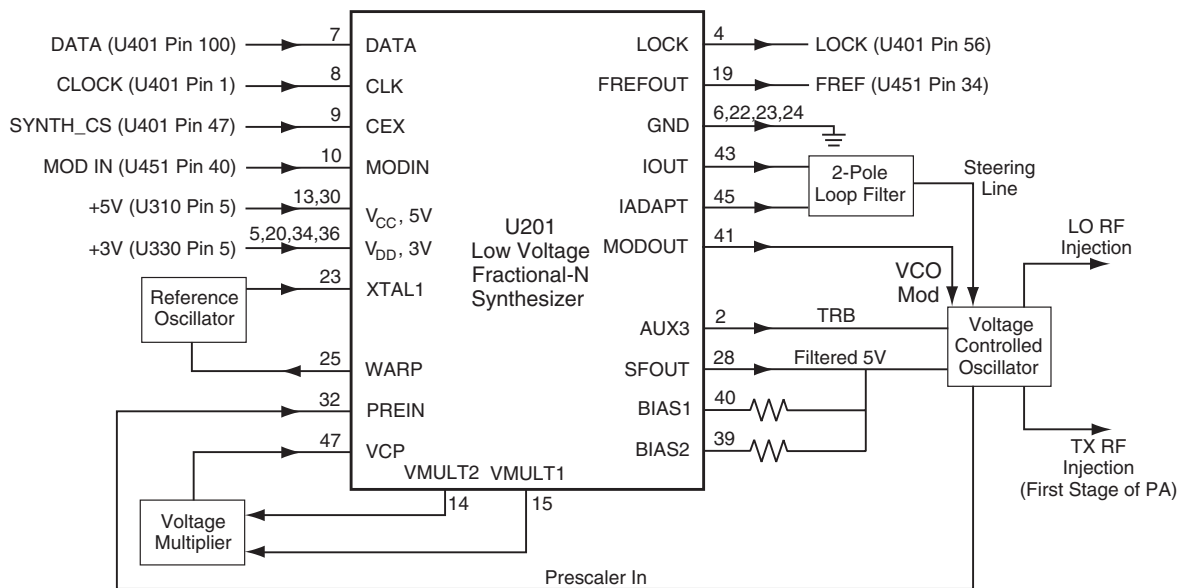 DATA (U401 Pin 100)
7
DATA
CLOCK (U401 Pin 1)
8
CLK
SYNTH_CS (U401 Pin 47)
9
CEX
MOD IN (U451 Pin 40)
10
MODIN
+5V (U310 Pin 5)
13,30
VCC, 5V
+3V (U330 Pin 5)
5,20,34,36
VDD, 3V
Reference
Oscillator
23
XTAL1
25
WARP
32
PREIN
47
VCP
Voltage
Multiplier
VMULT2
14
VMULT1
15
U201
Low Voltage
Fractional-N
Synthesizer
LOCK
4
LOCK (U401 Pin 56)
FREFOUT
19
FREF (U451 Pin 34)
GND
6,22,23,24
IOUT
43
IADAPT
45
2-Pole
Loop Filter
Steering
Line
MODOUT
41
VCO
Mod
LO RF
Injection
AUX3
2
TRB
SFOUT
28
Filtered 5V
BIAS1
40
BIAS2
39
Voltage
Controlled
Oscillator
TX RF
Injection
(First Stage of PA)
Prescaler In